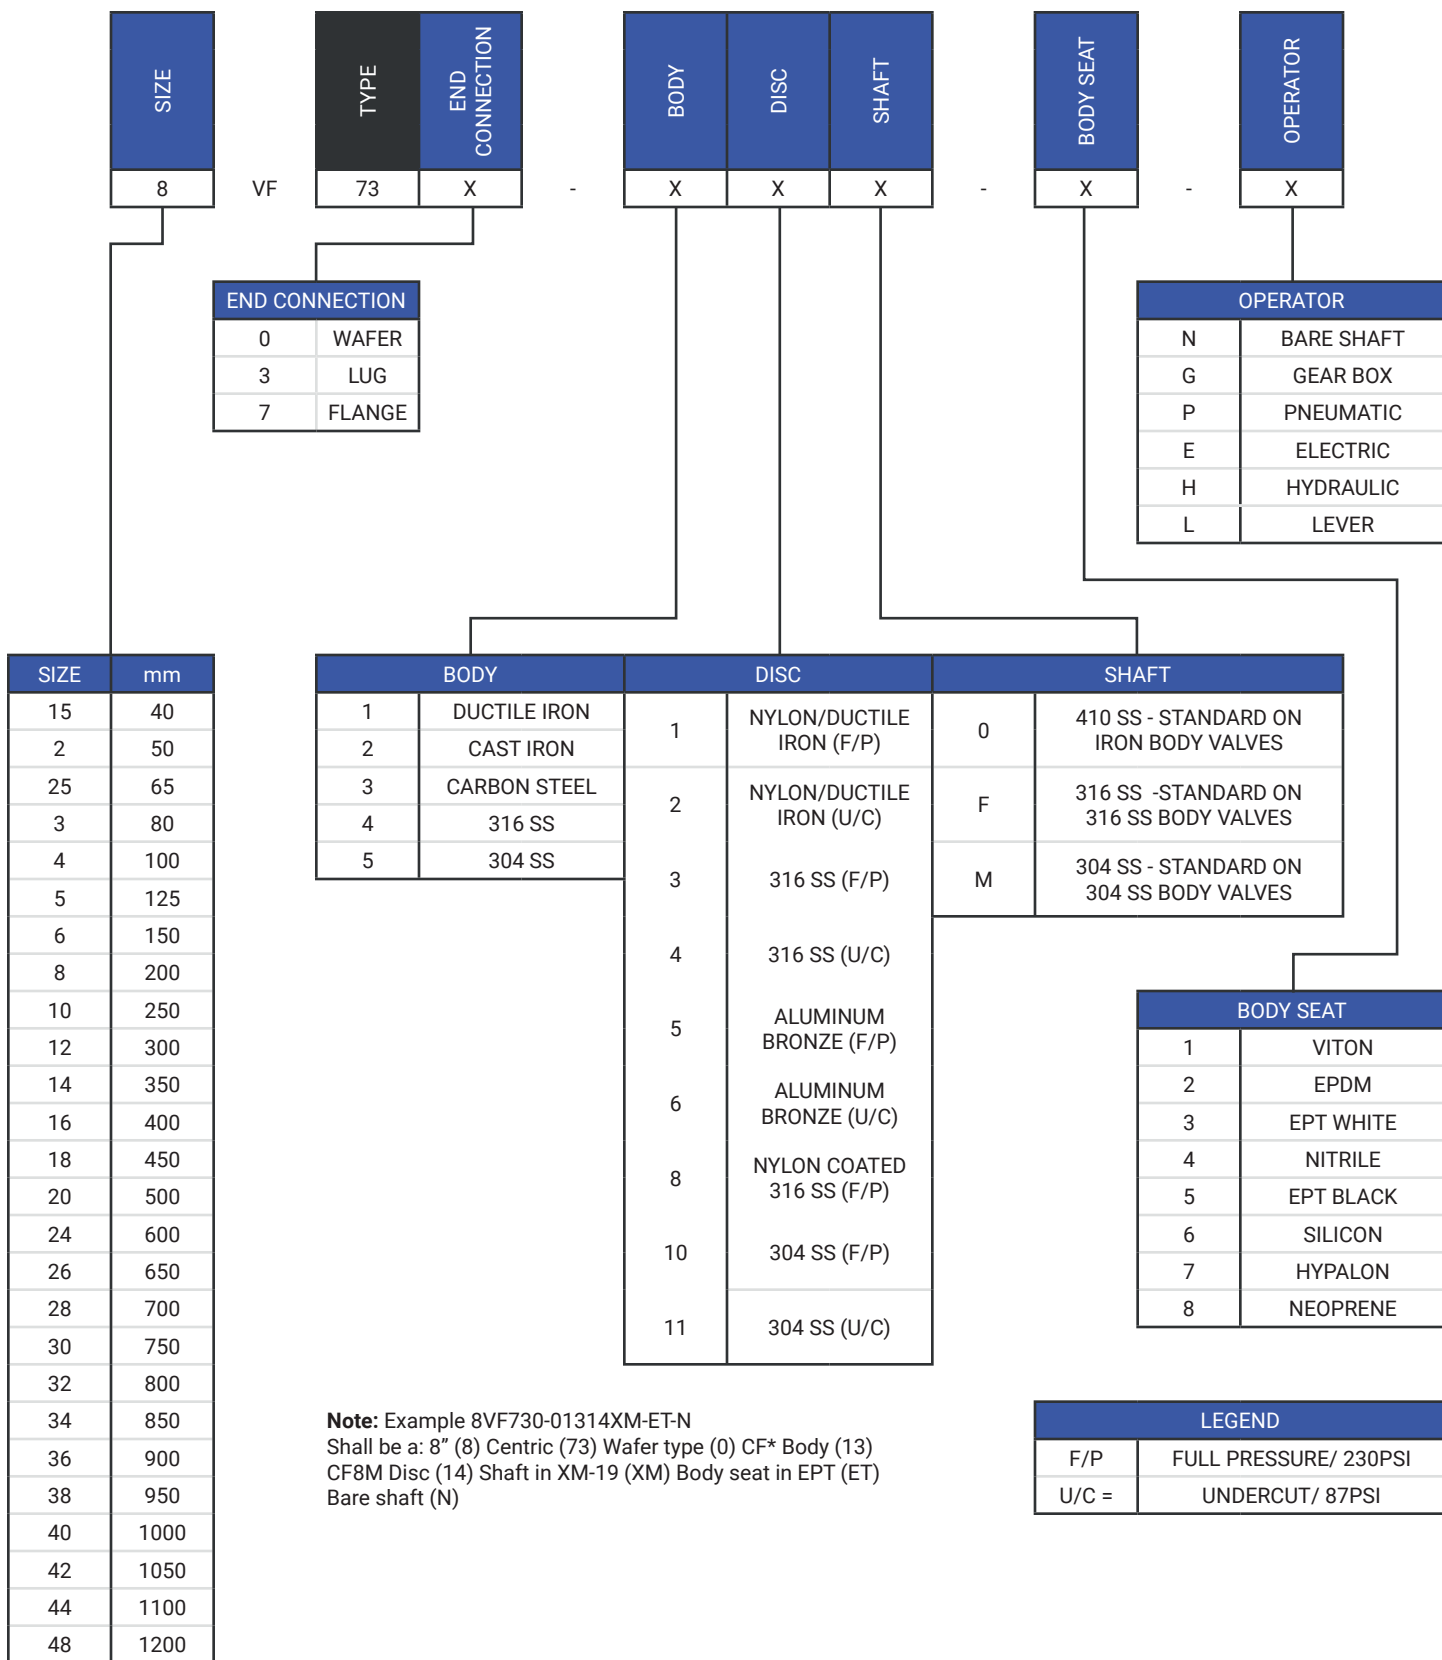 SIZE TYPE END CONNECTION BODY DISC SHAFT BODY SEAT OPERATOR
8 VF 73 X - X X X - X - X
END CONNECTION
0 WAFER
3 LUG
7 FLANGE
OPERATOR
N BARE SHAFT
G GEAR BOX
P PNEUMATIC
E ELECTRIC
H HYDRAULIC
L LEVER
SIZE mm
15 40
2 50
25 65
3 80
4 100
5 125
6 150
8 200
10 250
12 300
14 350
16 400
18 450
20 500
24 600
26 650
28 700
30 750
32 800
34 850
36 900
38 950
40 1000
42 1050
44 1100
48 1200
BODY
1 DUCTILE IRON
2 CAST IRON
3 CARBON STEEL
4 316 SS
5 304 SS
DISC
1 NYLON/DUCTILE
IRON (F/P)
2 NYLON/DUCTILE
IRON (U/C)
3 316 SS (F/P)
4 316 SS (U/C)
5 ALUMINUM
BRONZE (F/P)
6 ALUMINUM
BRONZE (U/C)
8 NYLON COATED
316 SS (F/P)
10 304 SS (F/P)
11 304 SS (U/C)
SHAFT
0 410 SS - STANDARD ON
IRON BODY VALVES
F 316 SS -STANDARD ON
316 SS BODY VALVES
M 304 SS - STANDARD ON
304 SS BODY VALVES
BODY SEAT
1 VITON
2 EPDM
3 EPT WHITE
4 NITRILE
5 EPT BLACK
6 SILICON
7 HYPALON
8 NEOPRENE
Note: Example 8VF730-01314XM-ET-N
Shall be a: 8” (8) Centric (73) Wafer type (0) CF* Body (13)
CF8M Disc (14) Shaft in XM-19 (XM) Body seat in EPT (ET)
Bare shaft (N)
LEGEND
F/P FULL PRESSURE/ 230PSI
U/C = UNDERCUT/ 87PSI